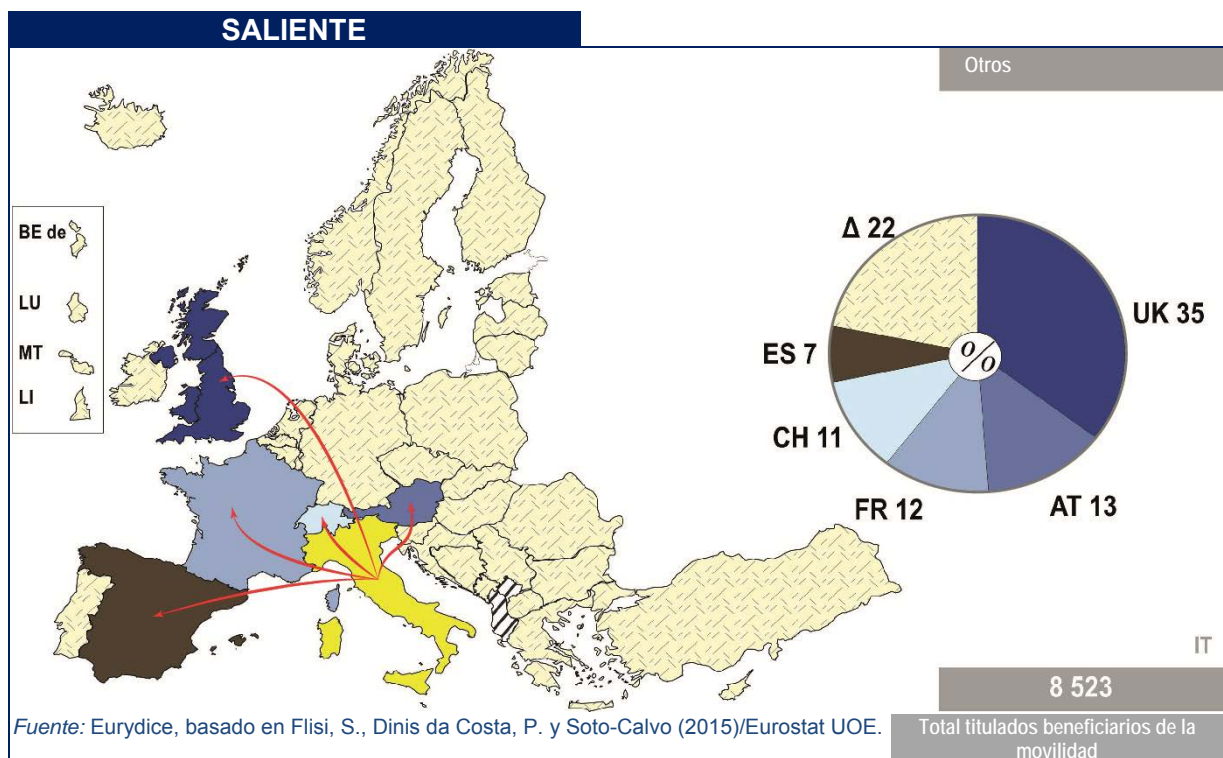 SALIENTE
Otros
BE de
LU
MT
LI
Δ 22
UK 35
ES 7
%
CH 11
FR 12
AT 13
IT
8 523
Fuente: Eurydice, basado en Flisi, S., Dinis da Costa, P. y Soto-Calvo (2015)/Eurostat UOE.
Total titulados beneficiarios de la
movilidad